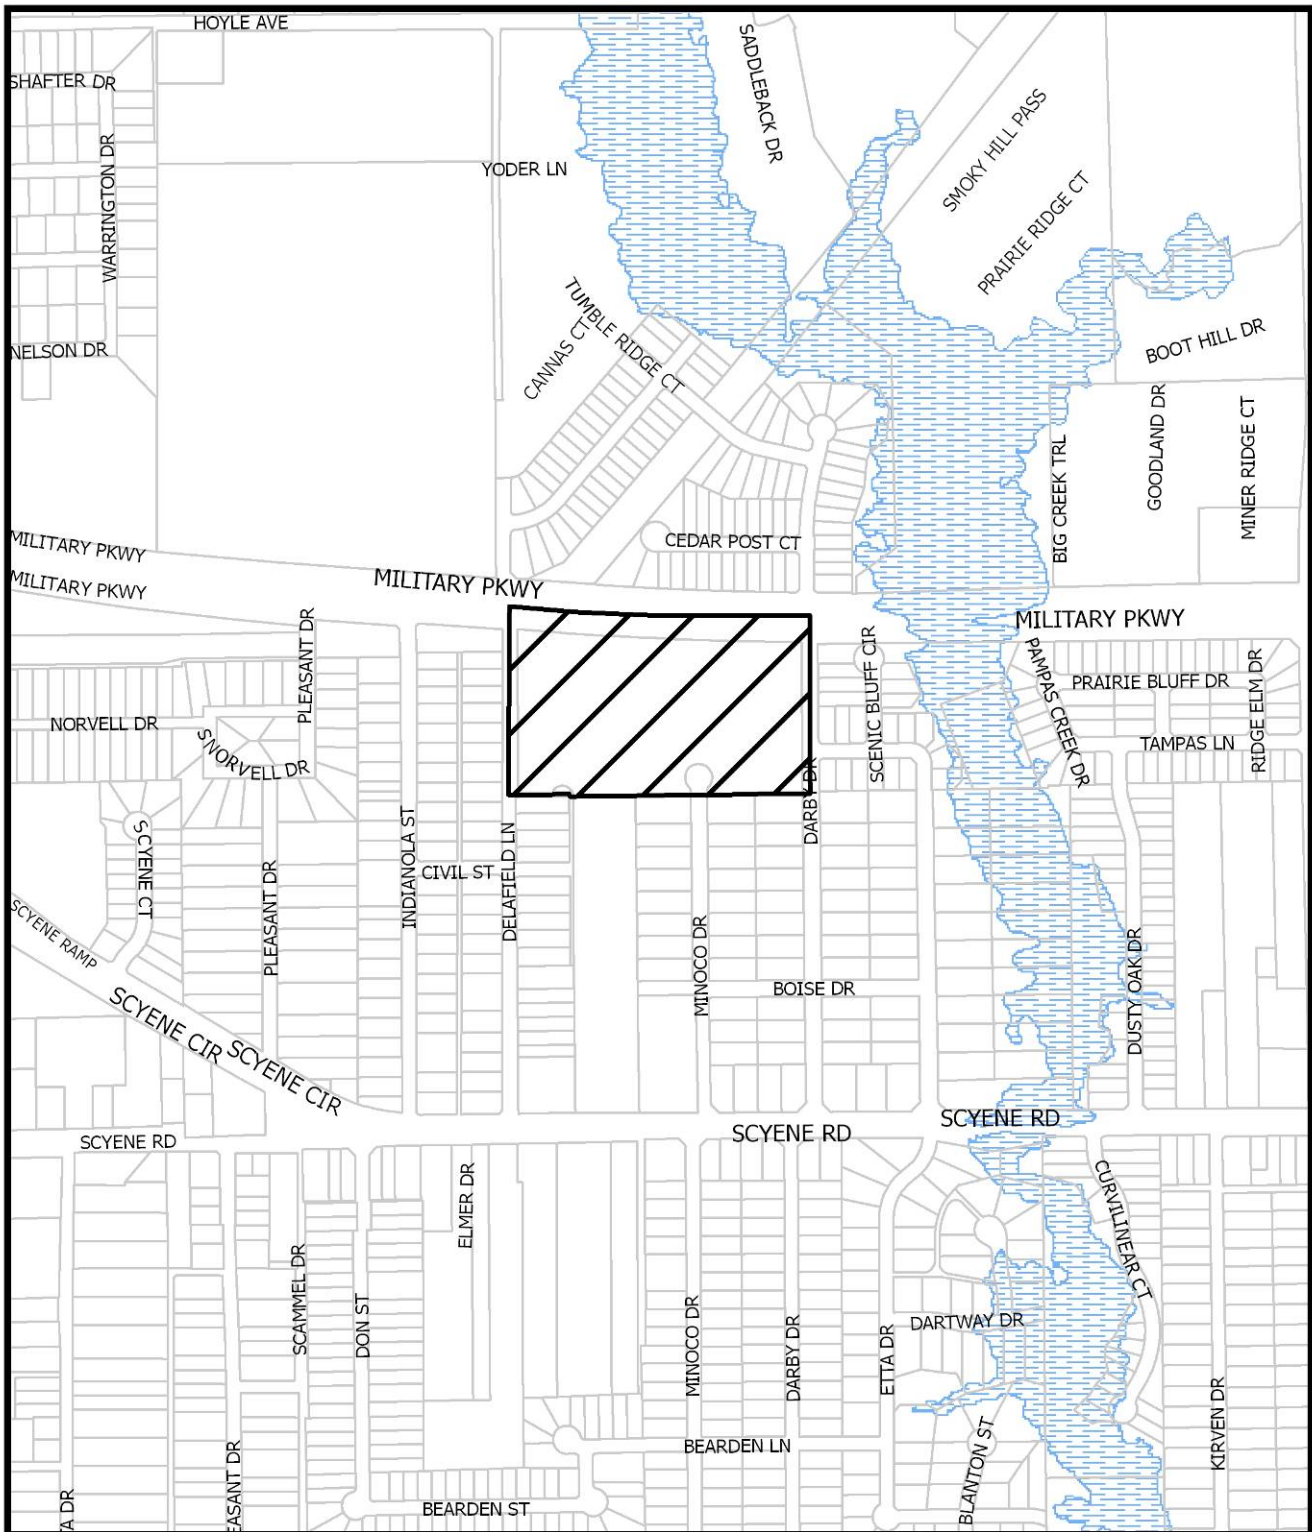 HOYLE AVE
SADDLEBACK DR
SHAFTER DR
SMOKY HILL PASS
WARRINGTON DR
YODER LN
PRAIRIE RIDGE CT
TUMBLE RIDGE CT
CANNAS CT
NELSON DR
BOOT HILL DR
GOODLAND DR
MINER RIDGE CT
BIG CREEK TRL
CEDAR POST CT
MILITARY PKWY
MILITARY PKWY
MILITARY PKWY
MILITARY PKWY
PLEASANT DR
SCENIC BLUFF CIR
PAMPAS CREEK DR
PRAIRIE BLUFF DR
RIDGE ELM DR
NORVELL DR
S NORVELL DR
TAMPAS LN
DARBY DR
SCYENE CT
INDIANOLA ST
DELAFIELD LN
CIVIL ST
PLEASANT DR
MINOCO DR
SCYENE RAMP
BOISE DR
DUSTY OAK DR
SCYENE CIR
SCYENE CIR
SCYENE RD
SCYENE RD
SCYENE RD
ELMER DR
CURVILINEAR CT
SCAMMEL DR
DON ST
MINOCO DR
DARBY DR
ETTA DR
DARTWAY DR
KIRVEN DR
BEARDEN LN
BLANTON ST
EASANT DR
A DR
BEARDEN ST